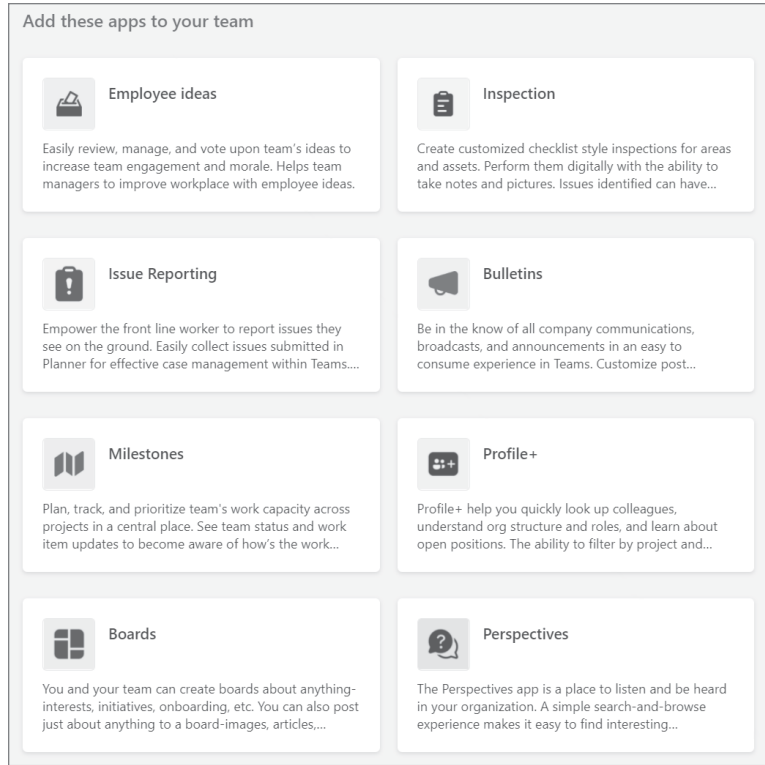 Add these apps to your team
Employee ideas
Easily review, manage, and vote upon team's ideas to
increase team engagement and morale. Helps team
managers to improve workplace with employee ideas.
Inspection
Create customized checklist style inspections for areas
and assets. Perform them digitally with the ability to
take notes and pictures. Issues identified can have...
Issue Reporting
Empower the front line worker to report issues they
see on the ground. Easily collect issues submitted in
Planner for effective case management within Teams....
Bulletins
Be in the know of all company communications,
broadcasts, and announcements in an easy to
consume experience in Teams. Customize post...
Milestones
Plan, track, and prioritize team's work capacity across
projects in a central place. See team status and work
item updates to become aware of how's the work...
Profile+
Profile+ help you quickly look up colleagues,
understand org structure and roles, and learn about
open positions. The ability to filter by project and...
Boards
You and your team can create boards about anything-
interests, initiatives, onboarding, etc. You can also post
just about anything to a board-images, articles,...
Perspectives
The Perspectives app is a place to listen and be heard
in your organization. A simple search-and-browse
experience makes it easy to find interesting...